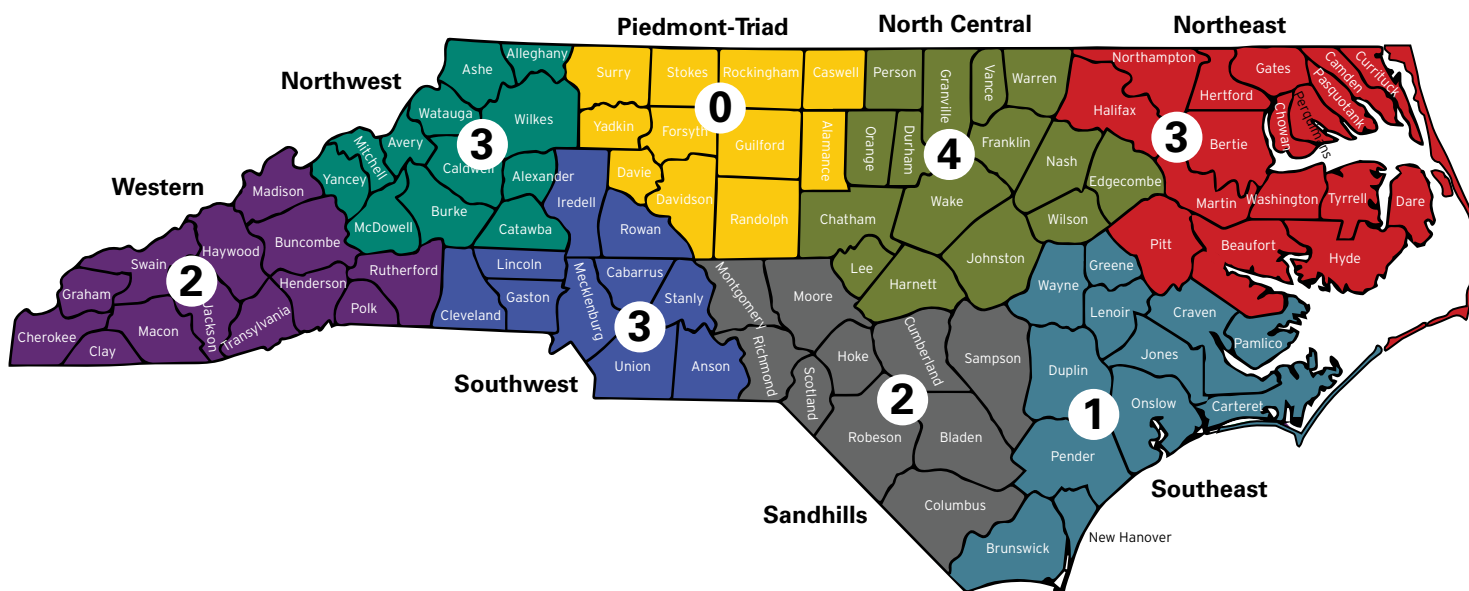 Piedmont-Triad
North Central
Northeast
Northwest
Western
Southwest
Sandhills
Southeast
3
0
4
3
2
3
2
1
Ashe
Alleghany
Watauga
Wilkes
Avery
Mitchell
Yancey
Caldwell
Alexander
McDowell
Burke
Catawba
Surry
Stokes
Rockingham
Caswell
Yadkin
Forsyth
Guilford
Alamance
Davie
Davidson
Randolph
Person
Granville
Vance
Warren
Orange
Durham
Franklin
Nash
Edgecombe
Wake
Wilson
Chatham
Lee
Harnett
Johnston
Northampton
Gates
Camden
Currituck
Pasquotank
Perquimans
Chowan
Hertford
Halifax
Bertie
Martin
Washington
Tyrrell
Dare
Pitt
Beaufort
Hyde
Madison
Buncombe
Haywood
Swain
Graham
Cherokee
Clay
Macon
Jackson
Transylvania
Henderson
Polk
Rutherford
Iredell
Rowan
Lincoln
Gaston
Cleveland
Mecklenburg
Cabarrus
Stanly
Union
Anson
Montgomery
Moore
Richmond
Scotland
Hoke
Cumberland
Sampson
Robeson
Bladen
Columbus
Wayne
Greene
Lenoir
Craven
Pamlico
Jones
Duplin
Onslow
Carteret
Pender
Brunswick
New Hanover